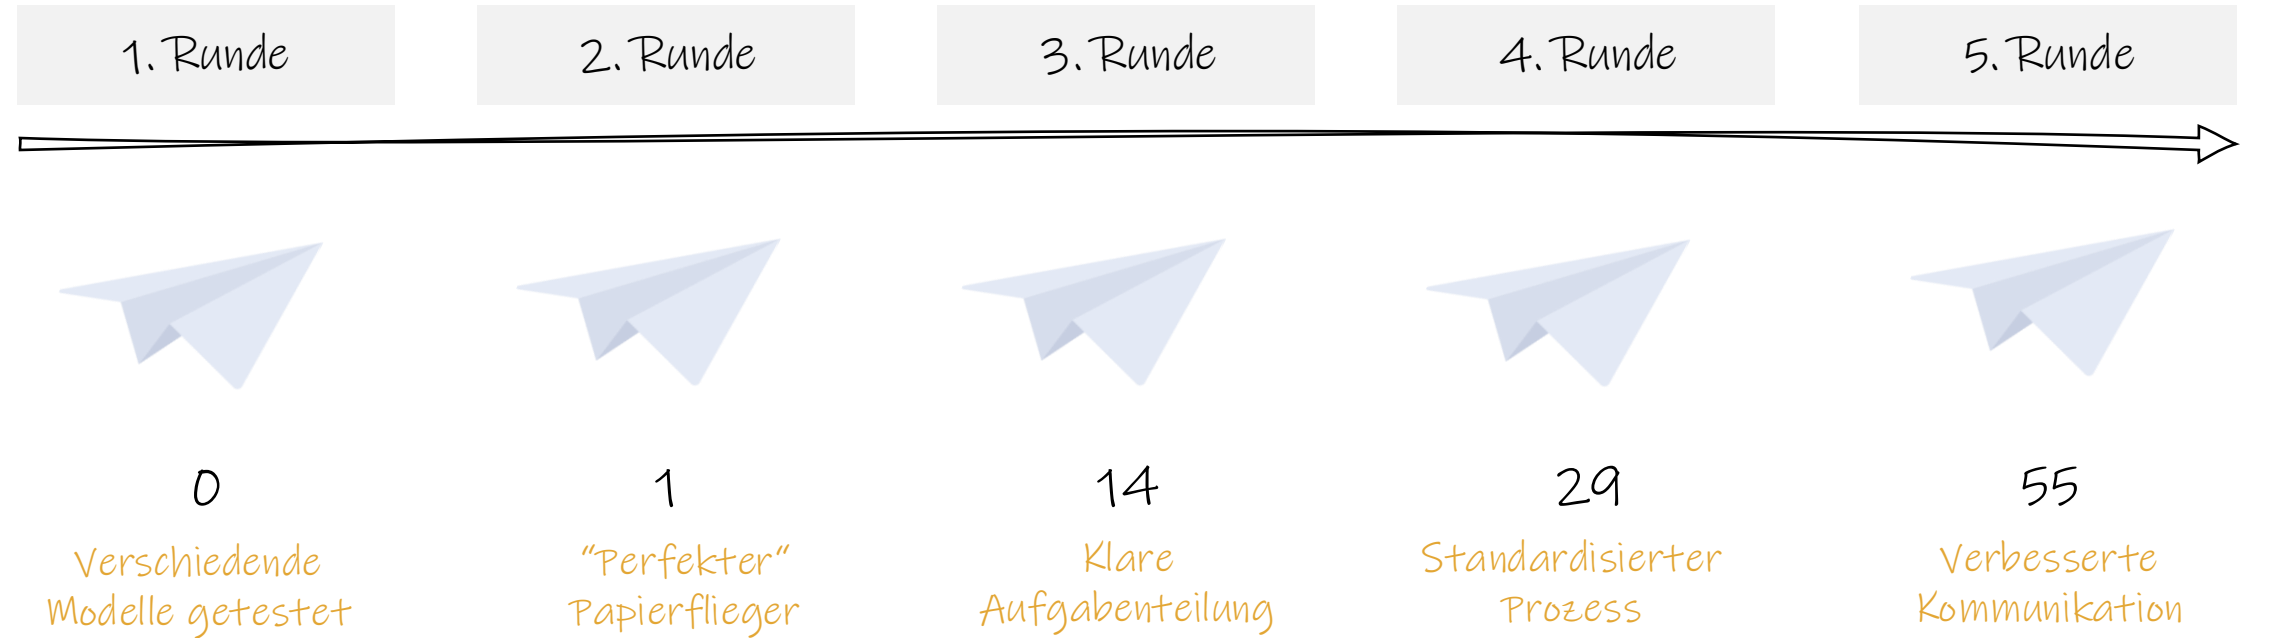 1. Runde
2. Runde
3. Runde
4. Runde
5. Runde
0
1
14
29
55
Verschiedende
Modelle getestet
“Perfekter“
Papierflieger
Klare
Aufgabenteilung
Standardisierter
Prozess
Verbesserte
Kommunikation